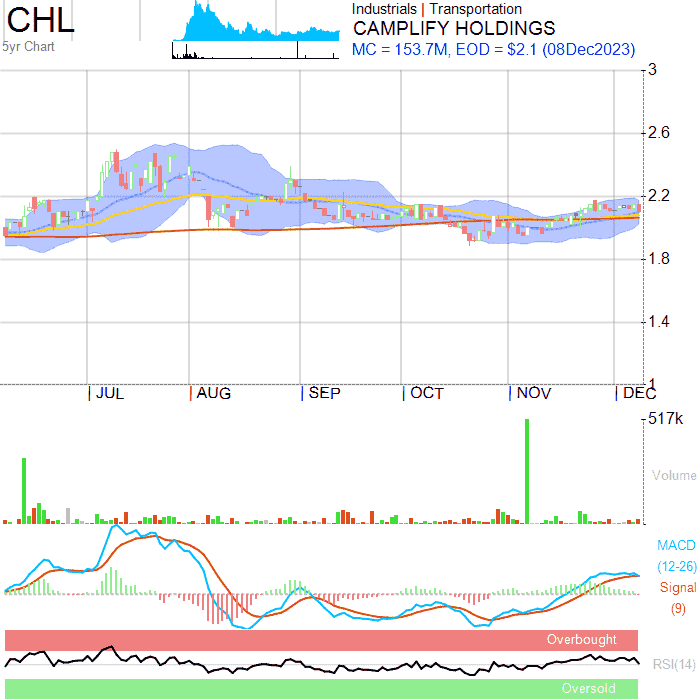 CHL
5yr Chart
Industrials | Transportation
CAMPLIFY HOLDINGS
MC = 153.7M, EOD = $2.1 (08Dec2023)
3
2.6
2.2
1.8
1.4
1
JUL AUG SEP OCT NOV DEC
517k
Volume
MACD
(12-26)
Signal
(9)
Overbought
RSI(14)
Oversold